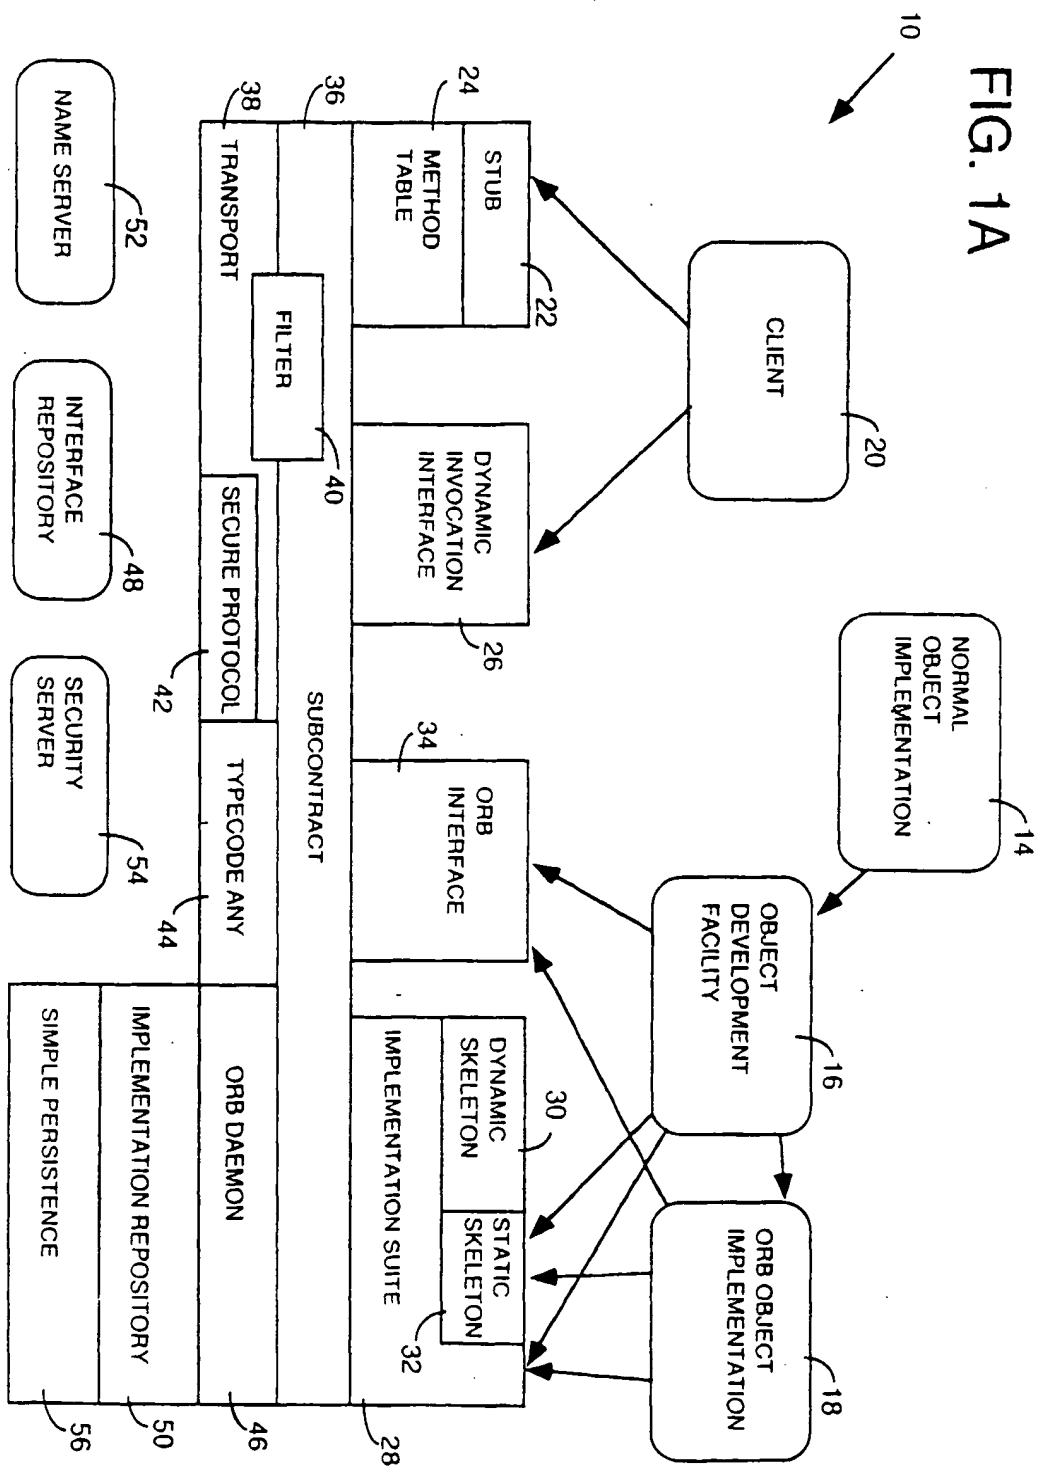 FIG. 1A
10
CLIENT
20
NORMAL
OBJECT
IMPLEMENTATION
14
OBJECT
DEVELOPMENT
FACILITY
16
ORB OBJECT
IMPLEMENTATION
18
STUB
22
24
METHOD
TABLE
DYNAMIC
INVOCATION
INTERFACE
26
34
ORB
INTERFACE
30
DYNAMIC
SKELETON
STATIC
SKELETON
32
IMPLEMENTATION SUITE
28
36
SUBCONTRACT
FILTER
40
38
TRANSPORT
SECURE PROTOCOL
42
TYPECODE ANY
44
ORB DAEMON
46
IMPLEMENTATION REPOSITORY
50
SIMPLE PERSISTENCE
56
NAME SERVER
52
INTERFACE
REPOSITORY
48
SECURITY
SERVER
54